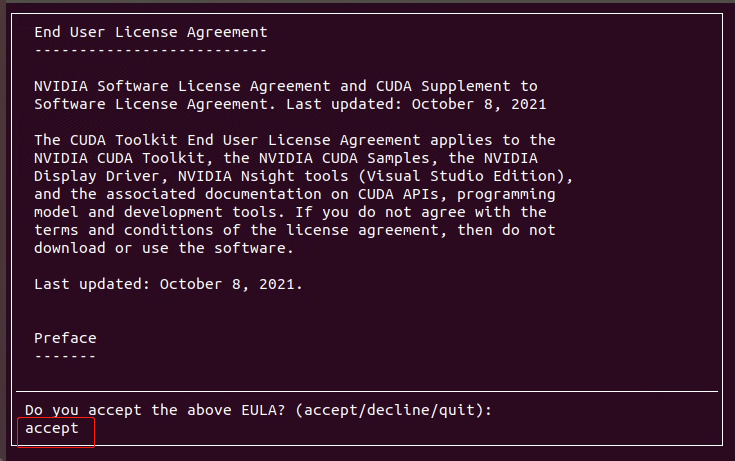 End User License Agreement
--------------------------
NVIDIA Software License Agreement and CUDA Supplement to
Software License Agreement. Last updated: October 8, 2021
The CUDA Toolkit End User License Agreement applies to the
NVIDIA CUDA Toolkit, the NVIDIA CUDA Samples, the NVIDIA
Display Driver, NVIDIA Nsight tools (Visual Studio Edition),
and the associated documentation on CUDA APIs, programming
model and development tools. If you do not agree with the
terms and conditions of the license agreement, then do not
download or use the software.
Last updated: October 8, 2021.
Preface
-------
Do you accept the above EULA? (accept/decline/quit):
accept